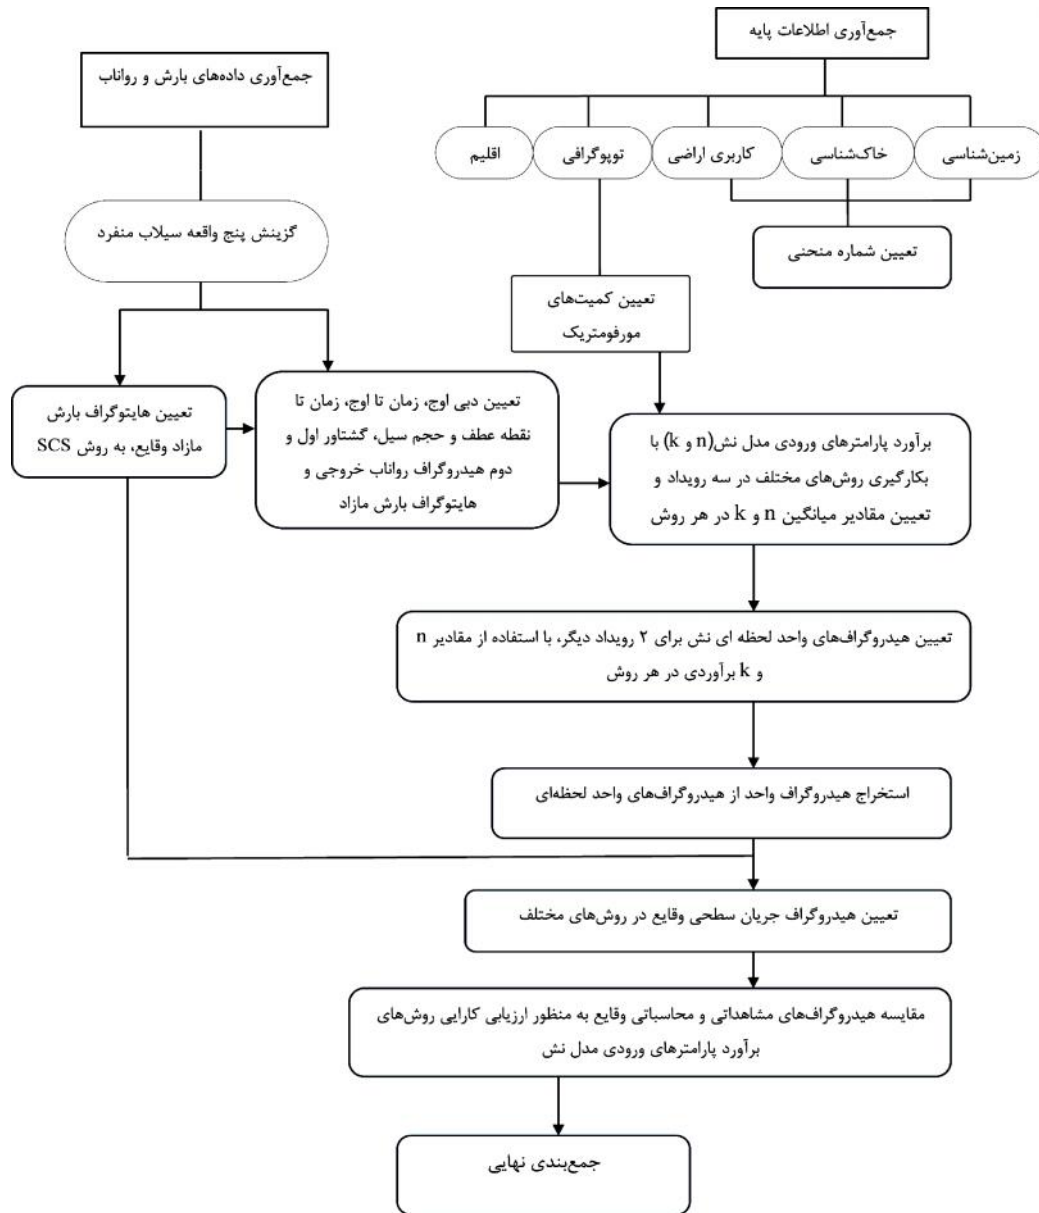 جمع‌آوری اطلاعات پایه
جمع‌آوری داده‌های بارش و رواناب
زمین‌شناسی
خاک‌شناسی
کاربری اراضی
توپوگرافی
اقلیم
گزینش پنج واقعه سیلاب منفرد
تعیین شماره منحنی
تعیین کمیت‌های
مورفومتریک
تعیین هایتوگراف بارش
مازاد وقایع، به روش SCS
تعیین دبی اوج، زمان تا اوج، زمان تا
نقطه عطف و حجم سیل، گشتاور اول و
دوم هیدروگراف رواناب خروجی و
هایتوگراف بارش مازاد
برآورد پارامترهای ورودی مدل نش(n و k) با
بکارگیری روش‌های مختلف در سه رویداد و
تعیین مقادیر میانگین n و k در هر روش
تعیین هیدروگراف‌های واحد لحظه ای نش برای ۲ رویداد دیگر، با استفاده از مقادیر n
و k برآوردی در هر روش
استخراج هیدروگراف واحد از هیدروگراف‌های واحد لحظه‌ای
تعیین هیدروگراف جریان سطحی وقایع در روش‌های مختلف
مقایسه هیدروگراف‌های مشاهداتی و محاسباتی وقایع به منظور ارزیابی کارایی روش‌های
برآورد پارامترهای ورودی مدل نش
جمع‌بندی نهایی